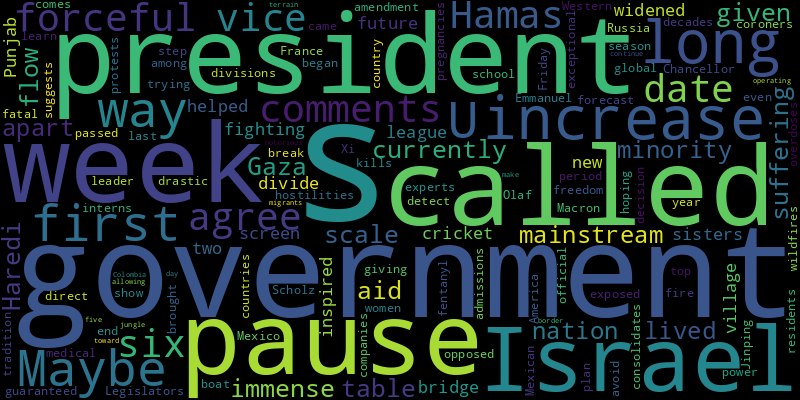 comes
forceful
vice
terrain
amendment
Hamas
Western
widened
given
coroners
Punjab
learn
president
came
future
Russia
long
decades
flow
suggests
protests
step
among
trying
France
began
divisions
country
pregnancies
school
Friday
exceptional
season
global
Chancellor
continue
operating
way
helped
comments
Emmanuel
forecast
date
even
fatal
apart
passed
last
fighting
league
U
increase
suffering
overdoses
week
break
Xi
kills
currently
minority
S
called
Gaza
new
period
freedom
leader
drastic
divide
migrants
hostilities
experts
detect
make
Olaf
Macron
hoping
decision
year
interns
first
agree
screen
scale
cricket
mainstream
sisters
wildfires
Haredi
two
government
direct
show
Colombia
allowing
day
brought
countries
Scholz
inspired
giving
aid
women
fentanyl
admissions
America
official
exposed
top
fire
village
residents
tradition
end
five
jungle
toward
six
Mexico
pause
companies
opposed
Israel
border
nation
lived
consolidates
Jinping
power
Maybe
medical
guaranteed
Legislators
boat
immense
table
bridge
Mexican
plan
avoid